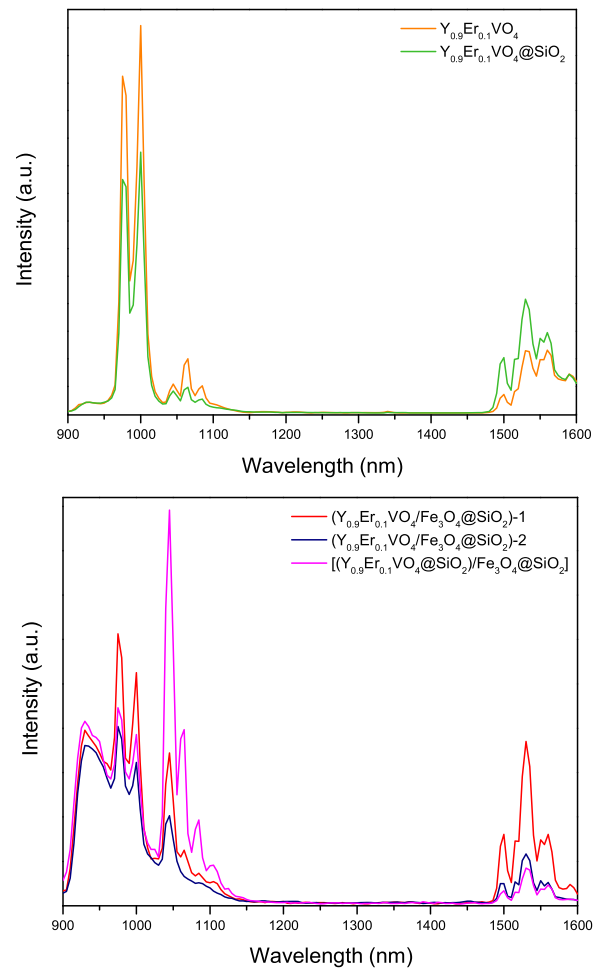 Y0.9Er0.1VO4
Y0.9Er0.1VO4@SiO2
Intensity (a.u.)
900 1000 1100 1200 1300 1400 1500 1600
Wavelength (nm)
(Y0.9Er0.1VO4/Fe3O4@SiO2)-1
(Y0.9Er0.1VO4/Fe3O4@SiO2)-2
[(Y0.9Er0.1VO4@SiO2)/Fe3O4@SiO2]
Intensity (a.u.)
900 1000 1100 1200 1300 1400 1500 1600
Wavelength (nm)